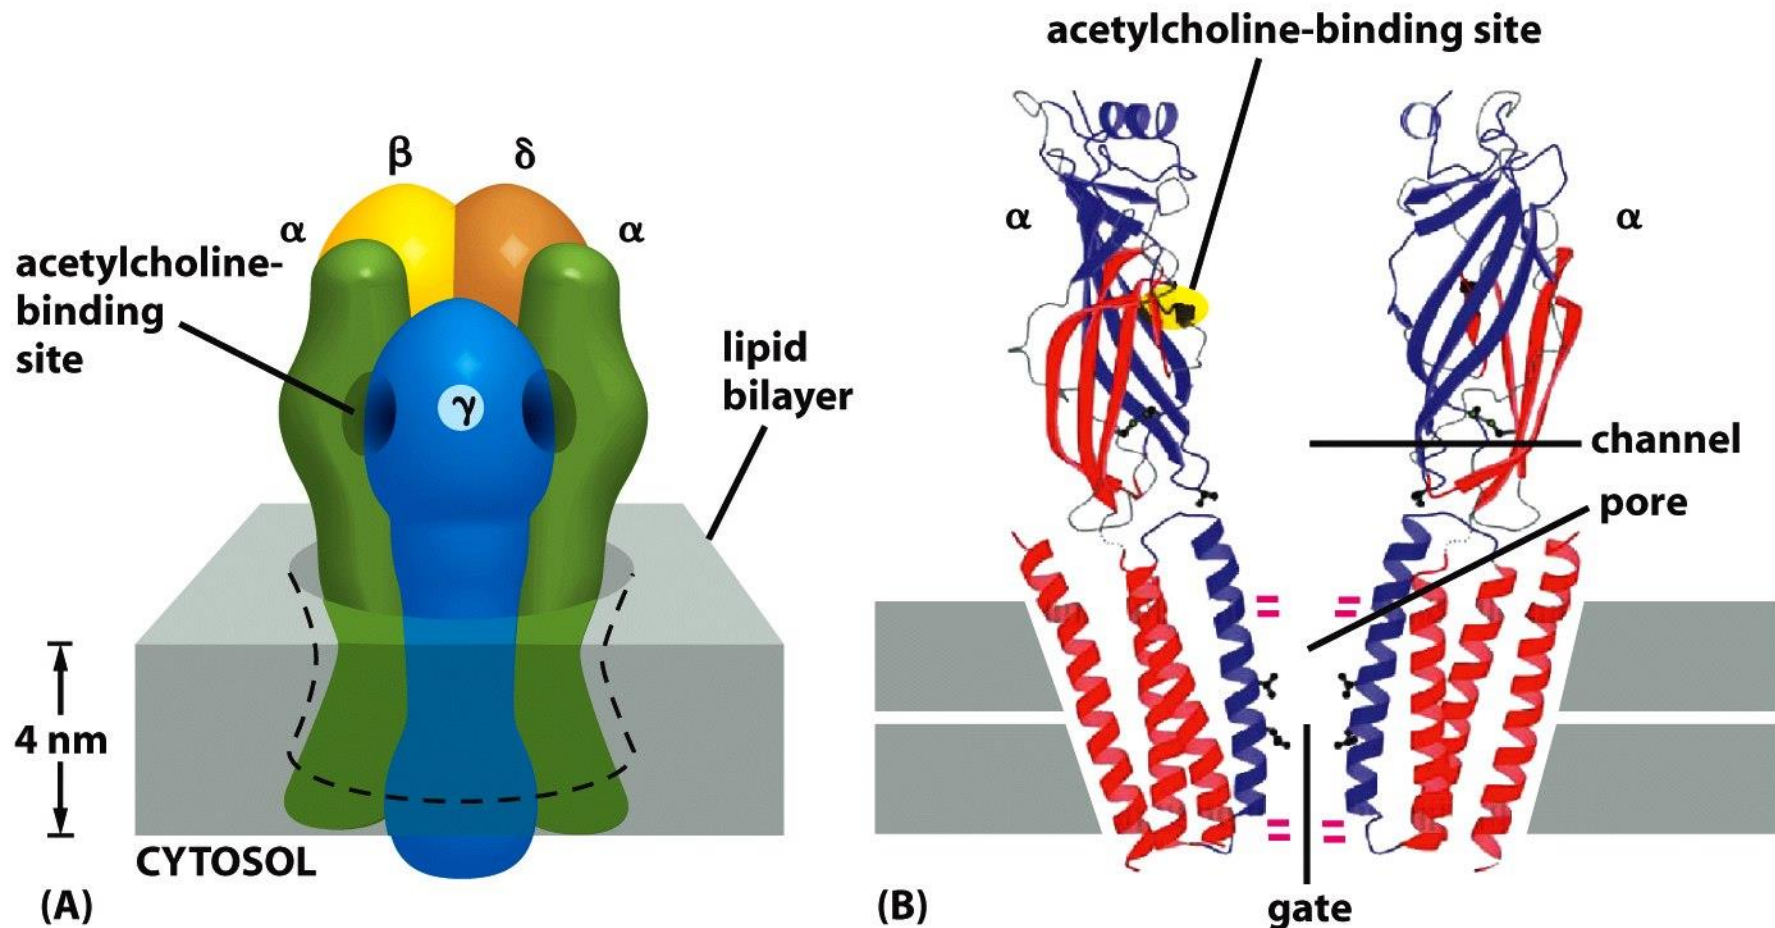 β
δ
α
α
acetylcholine-
binding
site
γ
lipid
bilayer
4 nm
CYTOSOL
(A)
acetylcholine-binding site
α
α
channel
pore
gate
(B)